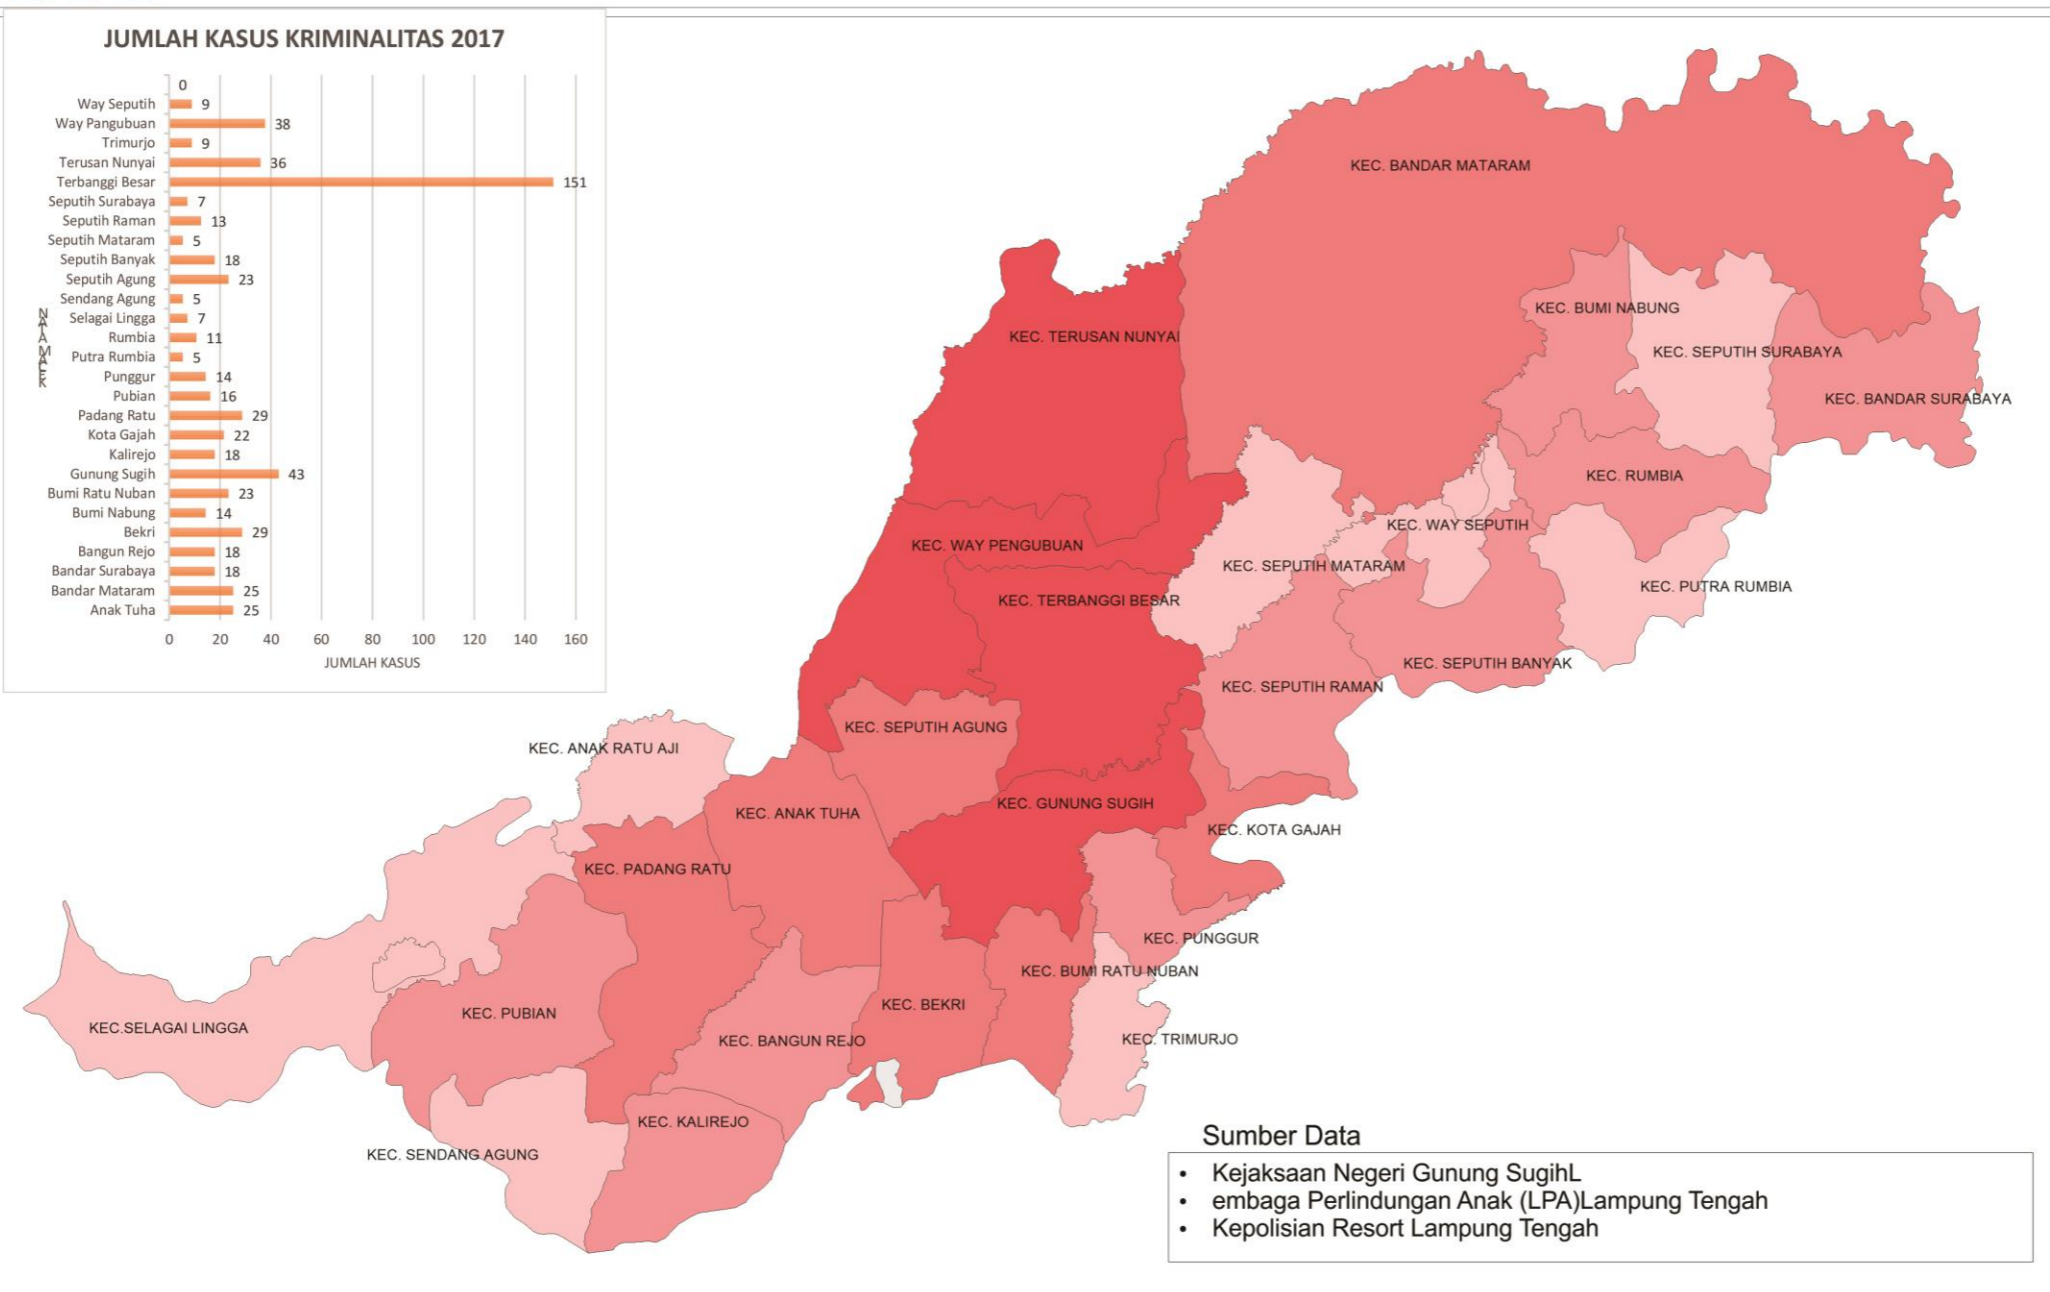 JUMLAH KASUS KRIMINALITAS 2017
0
Way Seputih 9
Way Pangubuan 38
Trimurjo 9
Terusan Nunyai 36
Terbanggi Besar 151
Seputih Surabaya 7
Seputih Raman 13
Seputih Mataram 5
Seputih Banyak 18
Seputih Agung 23
Sendang Agung 5
Selagai Lingga 7
Rumbia 11
Putra Rumbia 5
Punggur 14
Pubian 16
Padang Ratu 29
Kota Gajah 22
Kalirejo 18
Gunung Sugih 43
Bumi Ratu Nuban 23
Bumi Nabung 14
Bekri 29
Bangun Rejo 18
Bandar Surabaya 18
Bandar Mataram 25
Anak Tuha 25
KECAMATAN
0 20 40 60 80 100 120 140 160
JUMLAH KASUS
KEC. BANDAR MATARAM
KEC. BUMI NABUNG
KEC. TERUSAN NUNYAI
KEC. SEPUTIH SURABAYA
KEC. BANDAR SURABAYA
KEC. RUMBIA
KEC. WAY SEPUTIH
KEC. WAY PENGUBUAN
KEC. SEPUTIH MATARAM
KEC. PUTRA RUMBIA
KEC. TERBANGGI BESAR
KEC. SEPUTIH BANYAK
KEC. SEPUTIH RAMAN
KEC. SEPUTIH AGUNG
KEC. ANAK RATU AJI
KEC. GUNUNG SUGIH
KEC. ANAK TUHA
KEC. KOTA GAJAH
KEC. PADANG RATU
KEC. PUNGGUR
KEC. BUMI RATU NUBAN
KEC. BEKRI
KEC. PUBIAN
KEC.SELAGAI LINGGA
KEC. BANGUN REJO
KEC. TRIMURJO
KEC. KALIREJO
KEC. SENDANG AGUNG
Sumber Data
• Kejaksaan Negeri Gunung SugihL
• embaga Perlindungan Anak (LPA)Lampung Tengah
• Kepolisian Resort Lampung Tengah